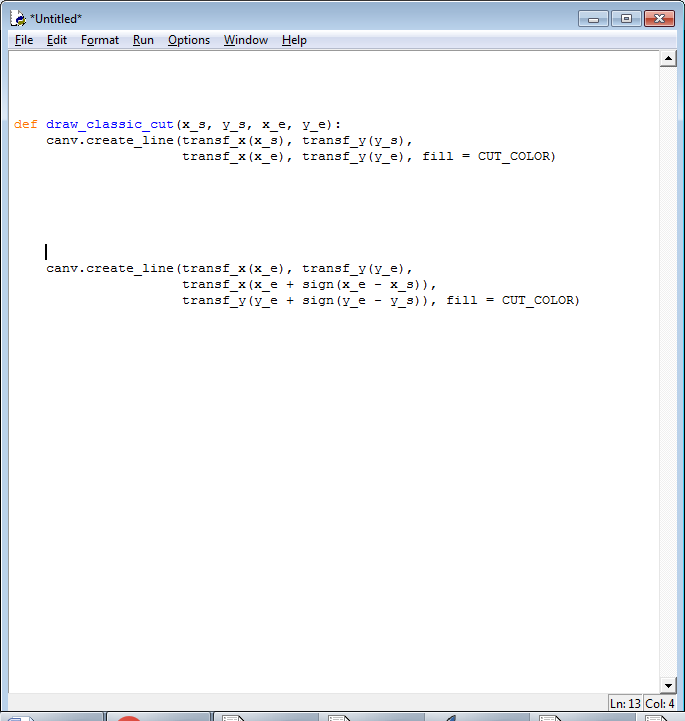 *Untitled*
File Edit Format Run Options Window Help
def draw_classic_cut(x_s, y_s, x_e, y_e):
    canv.create_line(transf_x(x_s), transf_y(y_s),
                     transf_x(x_e), transf_y(y_e), fill = CUT_COLOR)
    canv.create_line(transf_x(x_e), transf_y(y_e),
                     transf_x(x_e + sign(x_e - x_s)),
                     transf_y(y_e + sign(y_e - y_s)), fill = CUT_COLOR)
Ln: 13 Col: 4